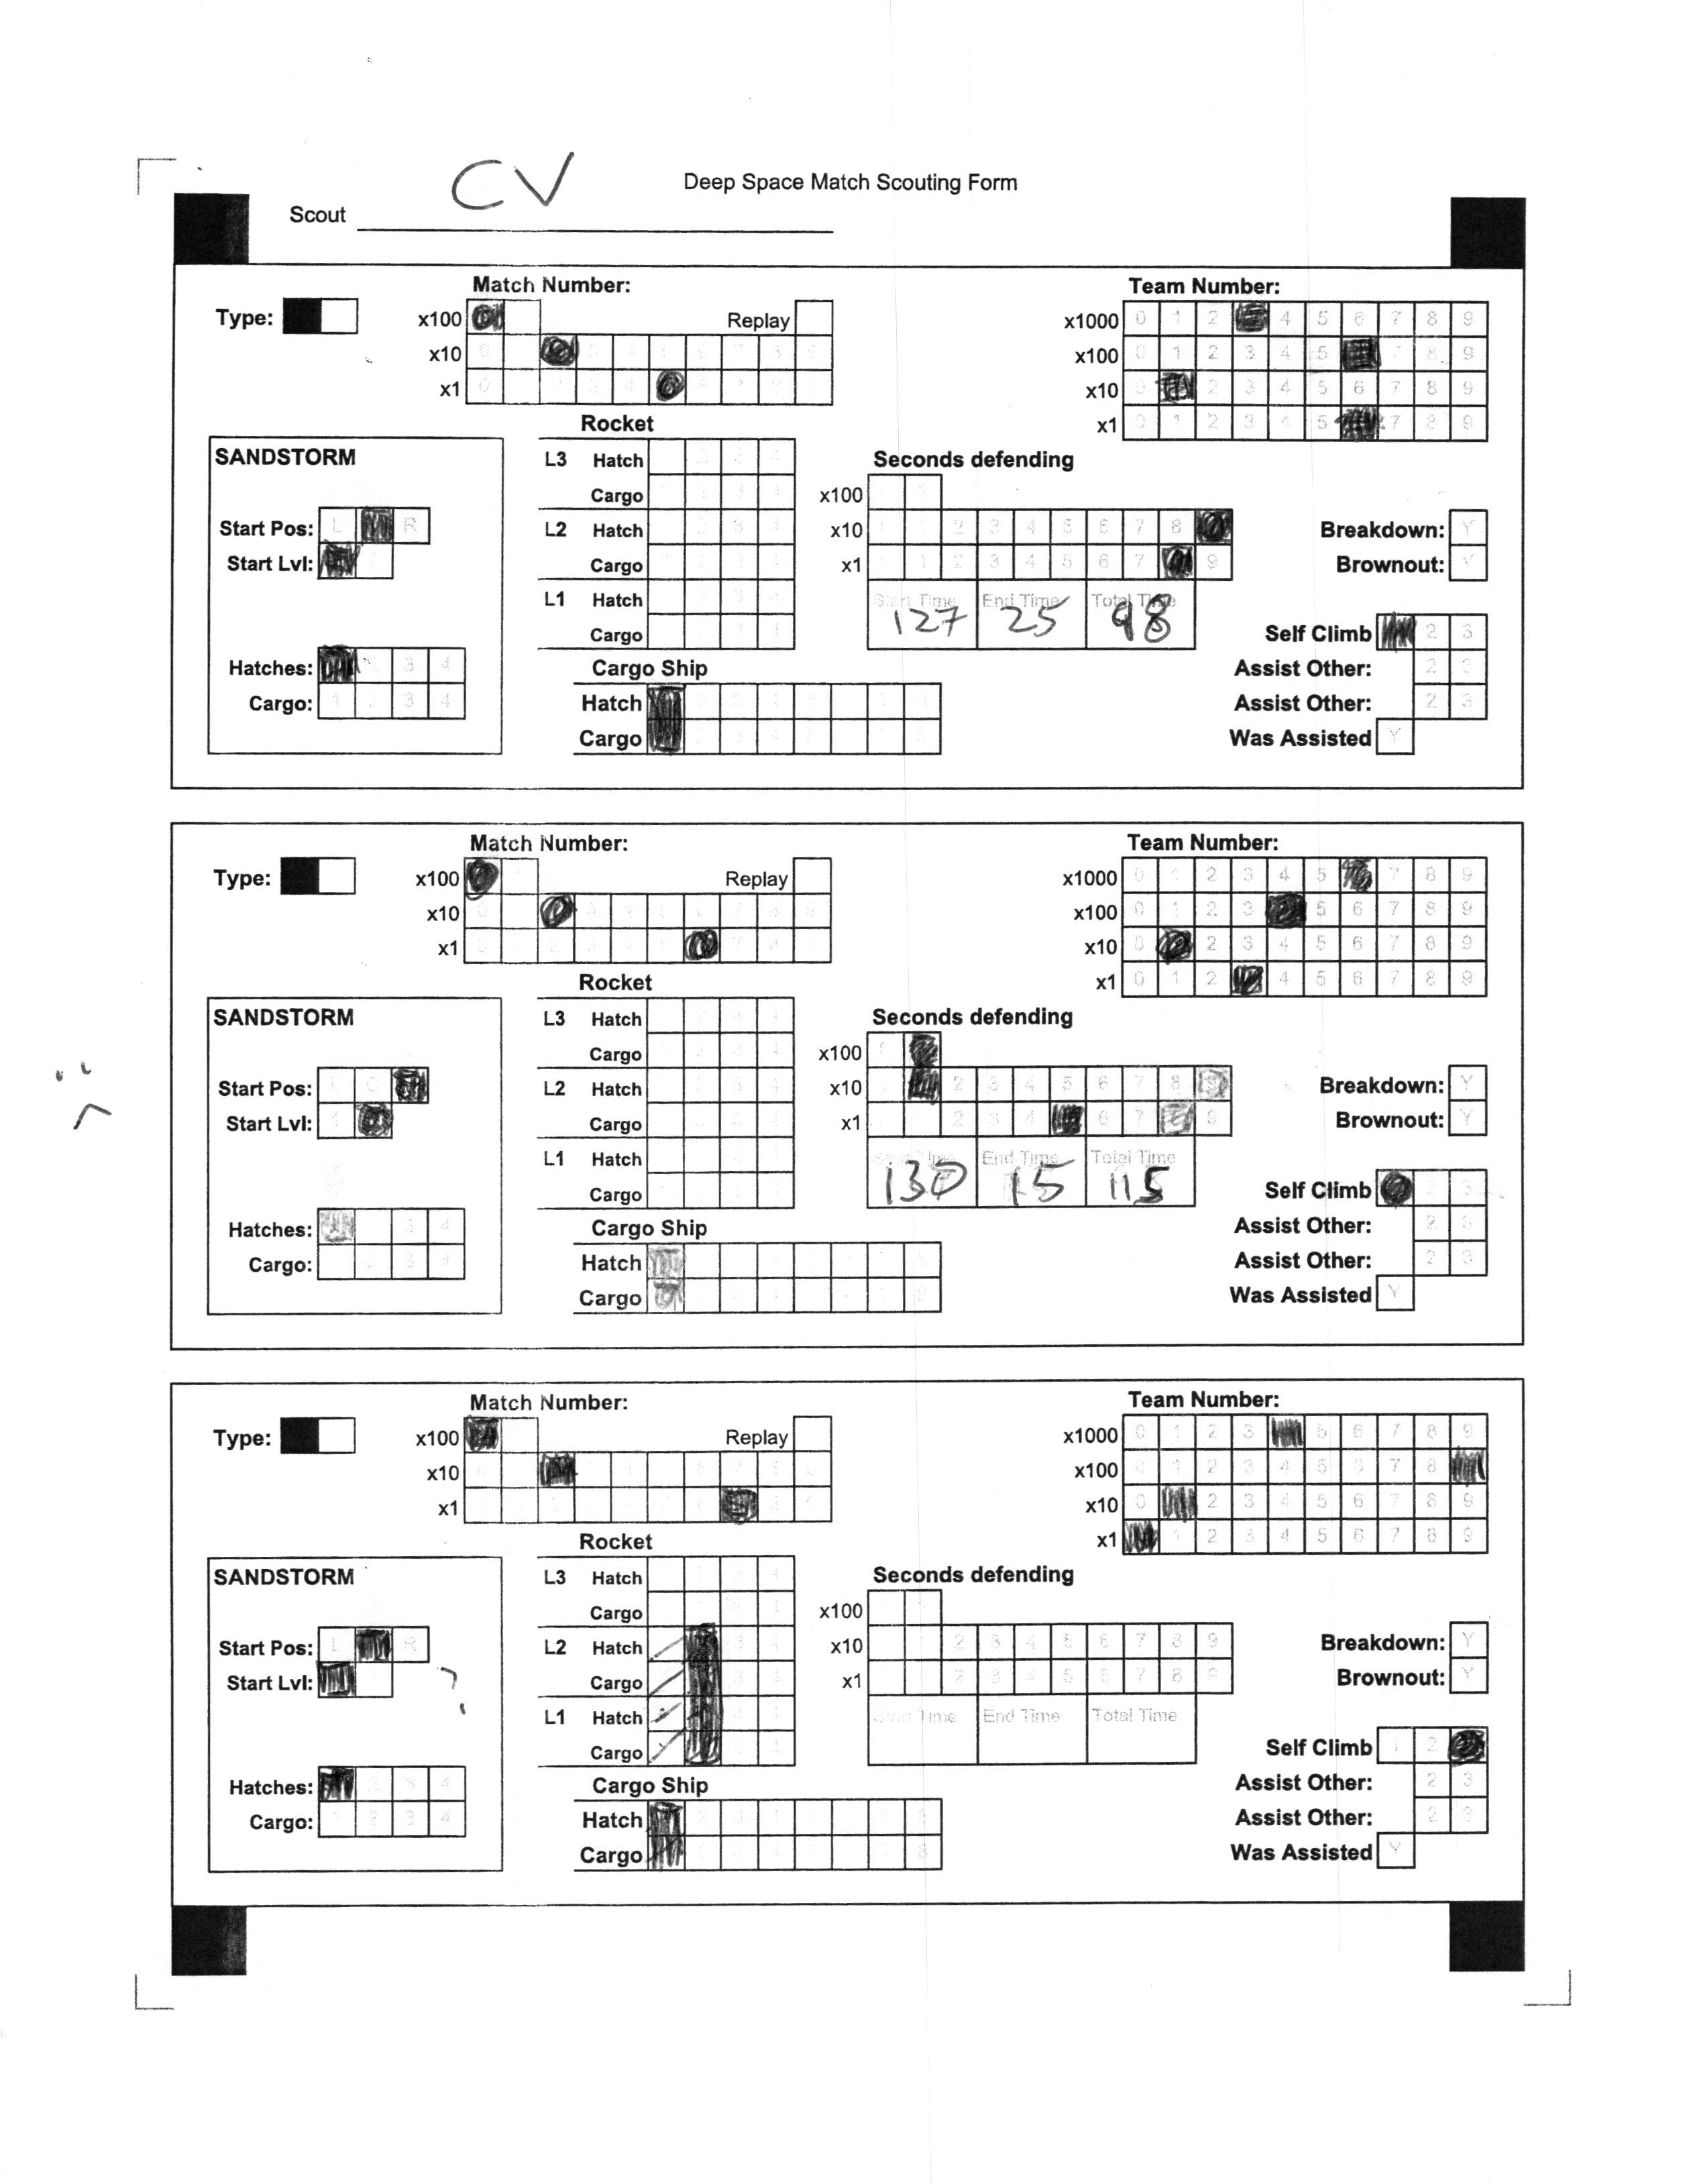 CV
Deep Space Match Scouting Form
Scout
Match Number:
Team Number:
Type:
x100
Replay
x1000 0 1 2 4 5 6 7 8 9
x10
x100 0 1 2 3 4 5 7 8 9
x1
x10 0 2 3 4 5 6 7 8 9
Rocket
x1 0 1 2 3 4 5 7 8 9
SANDSTORM
L3 Hatch
Seconds defending
Cargo
x100
Start Pos: L R
L2 Hatch
x10 2 3 4 5 6 7 8
Breakdown: Y
Start Lvl:
Cargo
x1 1 2 3 4 5 6 7 9
Brownout: Y
L1 Hatch
Start Time End Time Total Time
127 25 98
Cargo
Self Climb 2 3
Hatches: 3 4
Cargo Ship
Assist Other: 2 3
Cargo: 1 2 3 4
Hatch
Assist Other: 2 3
Cargo
Was Assisted Y
Match Number:
Team Number:
Type:
x100
Replay
x1000 0 1 2 3 4 5 7 8 9
x10
x100 0 1 2 3 5 6 7 8 9
x1
x10 0 2 3 4 5 6 7 8 9
Rocket
x1 0 1 2 4 5 6 7 8 9
SANDSTORM
L3 Hatch
Seconds defending
Cargo
x100
Start Pos: L C
L2 Hatch
x10 2 3 4 5 6 7 8 9
Breakdown: Y
Start Lvl: 1
Cargo
x1 2 3 4 6 7 8 9
Brownout: Y
L1 Hatch
Start Time End Time Total Time
130 15 115
Cargo
Self Climb 2 3
Hatches: 3 4
Cargo Ship
Assist Other: 2 3
Cargo: 3 4
Hatch
Assist Other: 2 3
Cargo
Was Assisted Y
Match Number:
Team Number:
Type:
x100
Replay
x1000 0 1 2 3 5 6 7 8 9
x10
x100 0 1 2 3 4 5 6 7 8
x1
x10 0 2 3 4 5 6 7 8 9
Rocket
x1 1 2 3 4 5 6 7 8 9
SANDSTORM
L3 Hatch
Seconds defending
Cargo
x100
Start Pos: L R
L2 Hatch
x10 2 3 4 5 6 7 8 9
Breakdown: Y
Start Lvl:
Cargo
x1 2 3 4 5 6 7 8 9
Brownout: Y
L1 Hatch
Start Time End Time Total Time
Cargo
Self Climb 1 2
Hatches: 2 3 4
Cargo Ship
Assist Other: 2 3
Cargo: 1 2 3 4
Hatch
Assist Other: 2 3
Cargo
Was Assisted Y